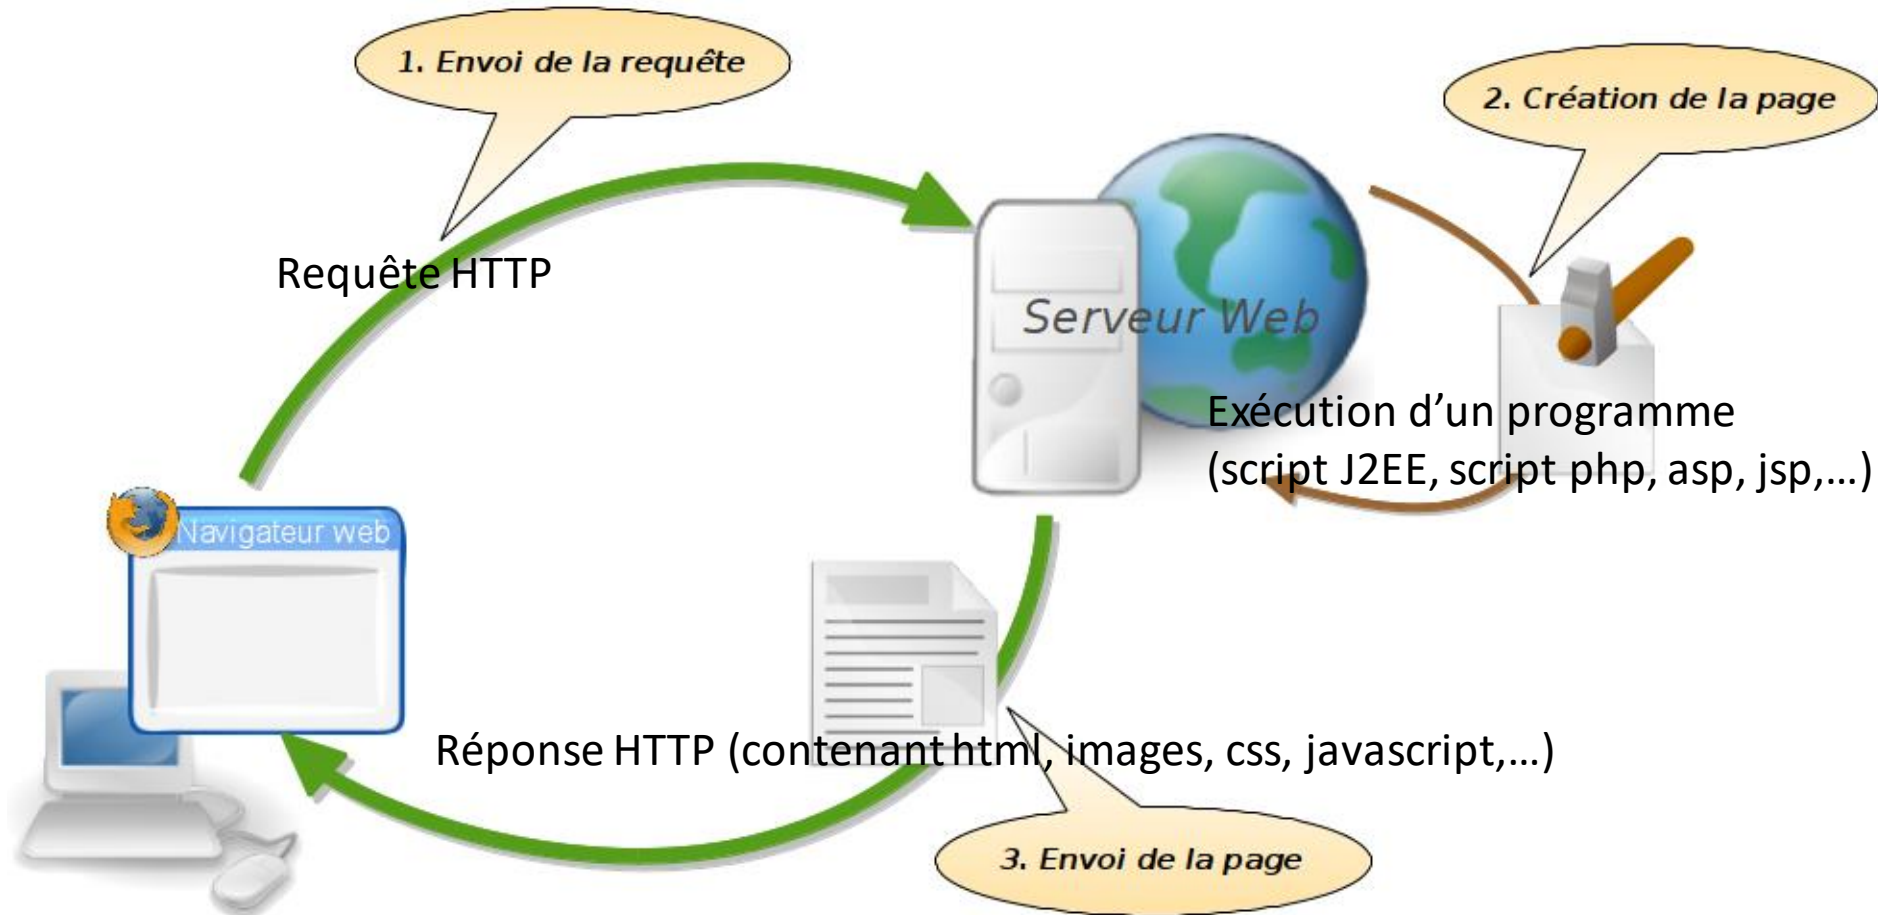 1. Envoi de la requête
2. Création de la page
Requête HTTP
Serveur Web
Exécution d’un programme
(script J2EE, script php, asp, jsp,...)
Navigateur web
Réponse HTTP (contenant html, images, css, javascript,...)
3. Envoi de la page